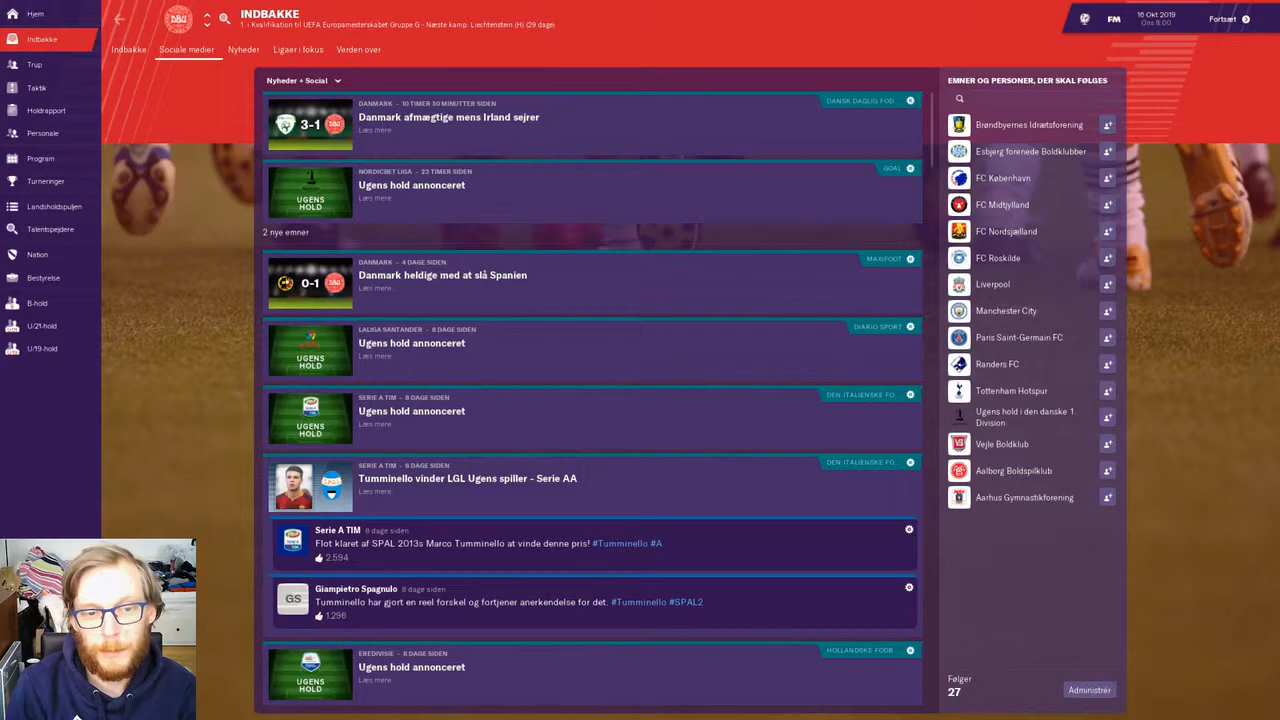 Hjem
INDBAKKE
1. i Kvalifikation til UEFA Europamesterskabet Gruppe G - Næste kamp: Liechtenstein (H) (29 dage)
FM
16 Okt 2019
Ons 8:00
Fortsæt
Indbakke
Indbakke
Sociale medier
Nyheder
Ligaer i fokus
Verden over
Trup
Taktik
Holdrapport
Personale
Program
Turneringer
Landsholdspuljen
Talentspejdere
Nation
Bestyrelse
B-hold
U/21-hold
U/19-hold
Nyheder + Social
DANMARK - 10 TIMER 30 MINUTTER SIDEN
DANSK DAGLIG FOD
3-1
Danmark afmægtige mens Irland sejrer
Læs mere
NORDICBET LIGA - 23 TIMER SIDEN
GOAL
UGENS HOLD
Ugens hold annonceret
Læs mere
2 nye emner
DANMARK - 4 DAGE SIDEN
MAXIFOOT
0-1
Danmark heldige med at slå Spanien
Læs mere
LALIGA SANTANDER - 8 DAGE SIDEN
DIARIO SPORT
UGENS HOLD
Ugens hold annonceret
Læs mere
SERIE A TIM - 8 DAGE SIDEN
DEN ITALIENSKE FO...
UGENS HOLD
Ugens hold annonceret
Læs mere
SERIE A TIM - 8 DAGE SIDEN
DEN ITALIENSKE FO...
Tumminello vinder LGL Ugens spiller - Serie AA
Læs mere
Serie A TIM 8 dage siden
Flot klaret af SPAL 2013s Marco Tumminello at vinde denne pris! #Tumminello #A
2.594
GS
Giampietro Spagnulo 8 dage siden
Tumminello har gjort en reel forskel og fortjener anerkendelse for det. #Tumminello #SPAL2
1.296
EREDIVISIE - 8 DAGE SIDEN
HOLLANDSKE FODB
UGENS HOLD
Ugens hold annonceret
Læs mere
EMNER OG PERSONER, DER SKAL FØLGES
Brøndbyernes Idrætsforening
Esbjerg forenede Boldklubber
FC København
FC Midtjylland
FC Nordsjælland
FC Roskilde
Liverpool
Manchester City
Paris Saint-Germain FC
Randers FC
Tottenham Hotspur
Ugens hold i den danske 1.
Division
Vejle Boldklub
Aalborg Boldspilklub
Aarhus Gymnastikforening
Følger
27
Administrér